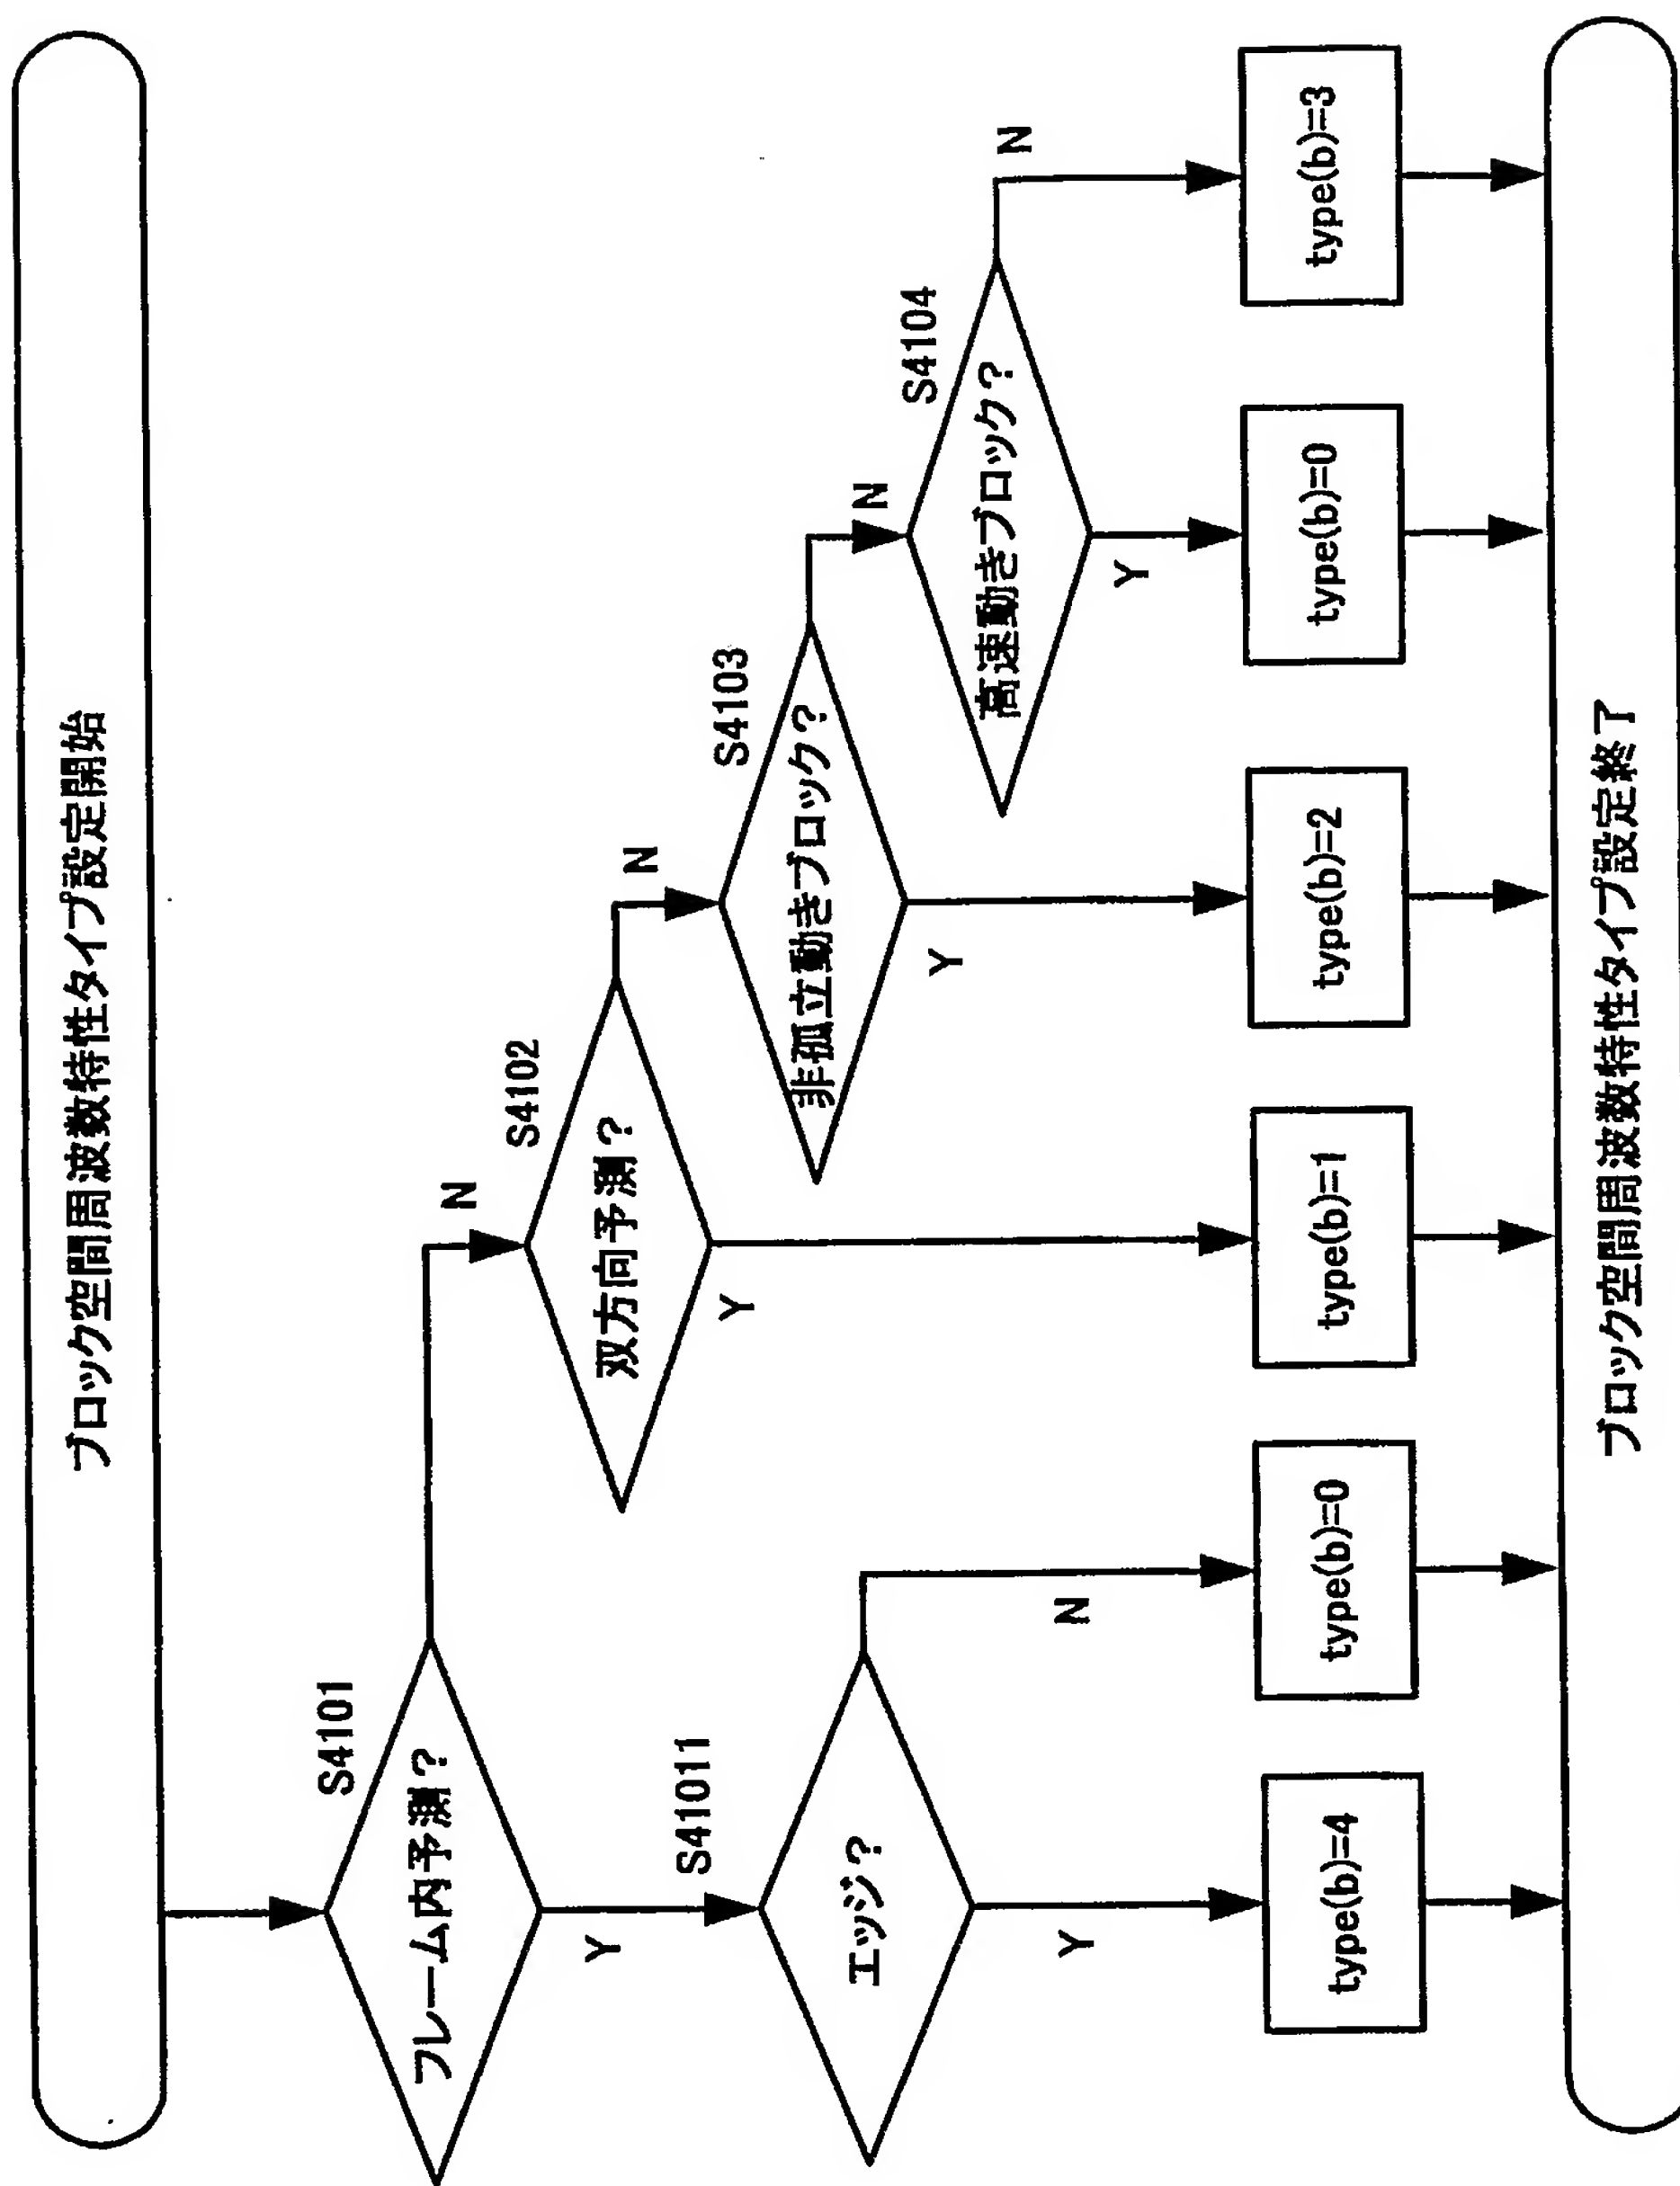 ブロック空間周波数特性タイプ設定開始
S4101
フレーム内予測？
N
Y
S4102
双方向予測？
N
Y
S4103
非孤立動きブロック？
N
Y
S4104
高速動きブロック？
N
Y
S41011
エッジ？
N
Y
type(b)=4
type(b)=0
type(b)=1
type(b)=2
type(b)=0
type(b)=3
ブロック空間周波数特性タイプ設定終了